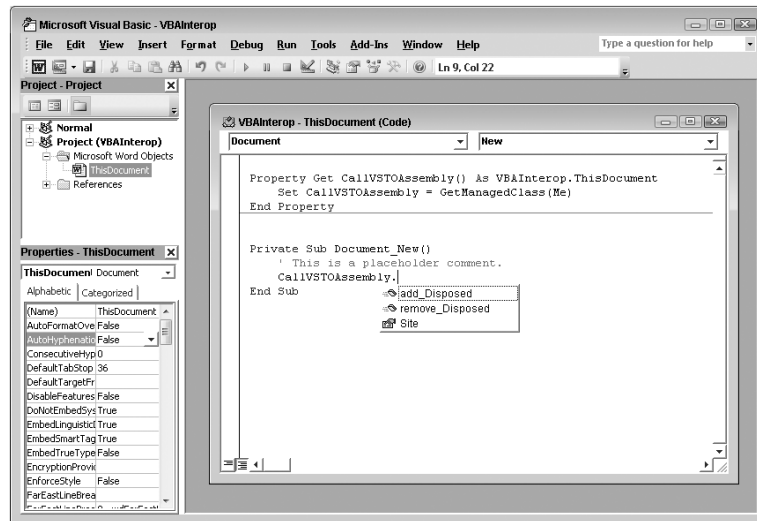 Microsoft Visual Basic - VBAInterop
File Edit View Insert Format Debug Run Tools Add-Ins Window Help
Type a question for help
Ln 9, Col 22
Project - Project
Normal
Project (VBAInterop)
Microsoft Word Objects
ThisDocument
References
Properties - ThisDocument
ThisDocument Document
Alphabetic Categorized
(Name) ThisDocument
AutoFormatOve False
AutoHyphenatio False
ConsecutiveHyp 0
DefaultTabStop 36
DefaultTargetFr
DisableFeatures False
DoNotEmbedSys True
EmbedLinguistic True
EmbedSmartTag True
EmbedTrueType False
EncryptionProvi
EnforceStyle False
FarEastLineBrea
VBAInterop - ThisDocument (Code)
Document New
Property Get CallVSTOAssembly() As VBAInterop.ThisDocument
Set CallVSTOAssembly = GetManagedClass(Me)
End Property
Private Sub Document_New()
' This is a placeholder comment.
CallVSTOAssembly.
End Sub
add_Disposed
remove_Disposed
Site